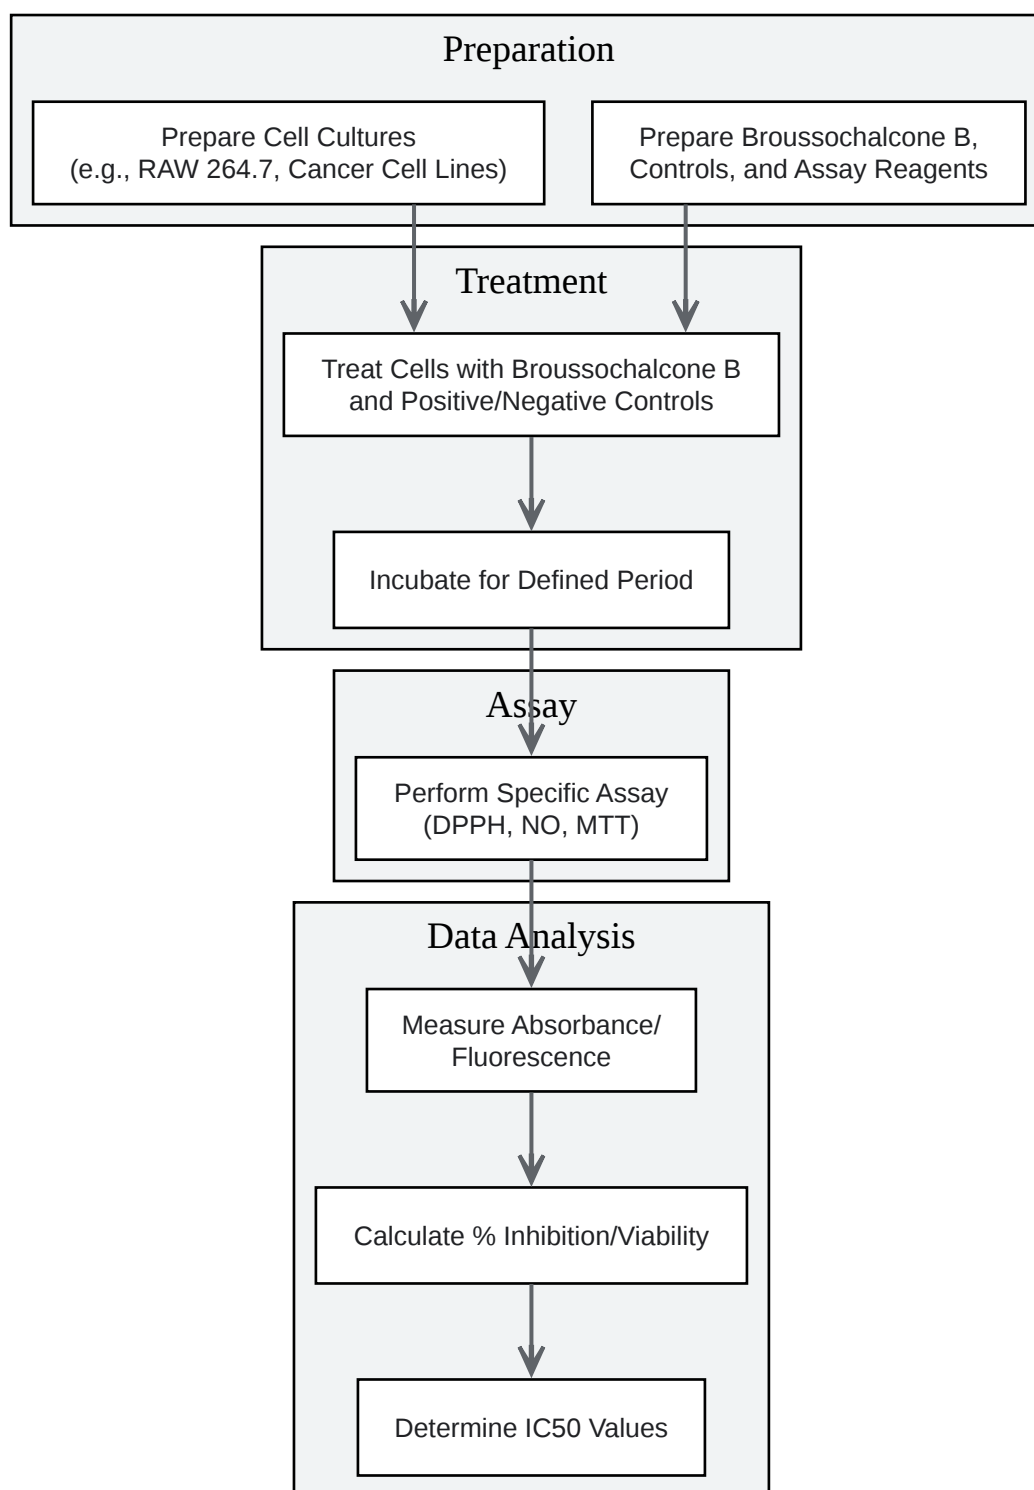 Preparation
Prepare Cell Cultures
(e.g., RAW 264.7, Cancer Cell Lines)
Prepare Broussochalcone B,
Controls, and Assay Reagents
Treatment
Treat Cells with Broussochalcone B
and Positive/Negative Controls
Incubate for Defined Period
Assay
Perform Specific Assay
(DPPH, NO, MTT)
Data Analysis
Measure Absorbance/
Fluorescence
Calculate % Inhibition/Viability
Determine IC50 Values